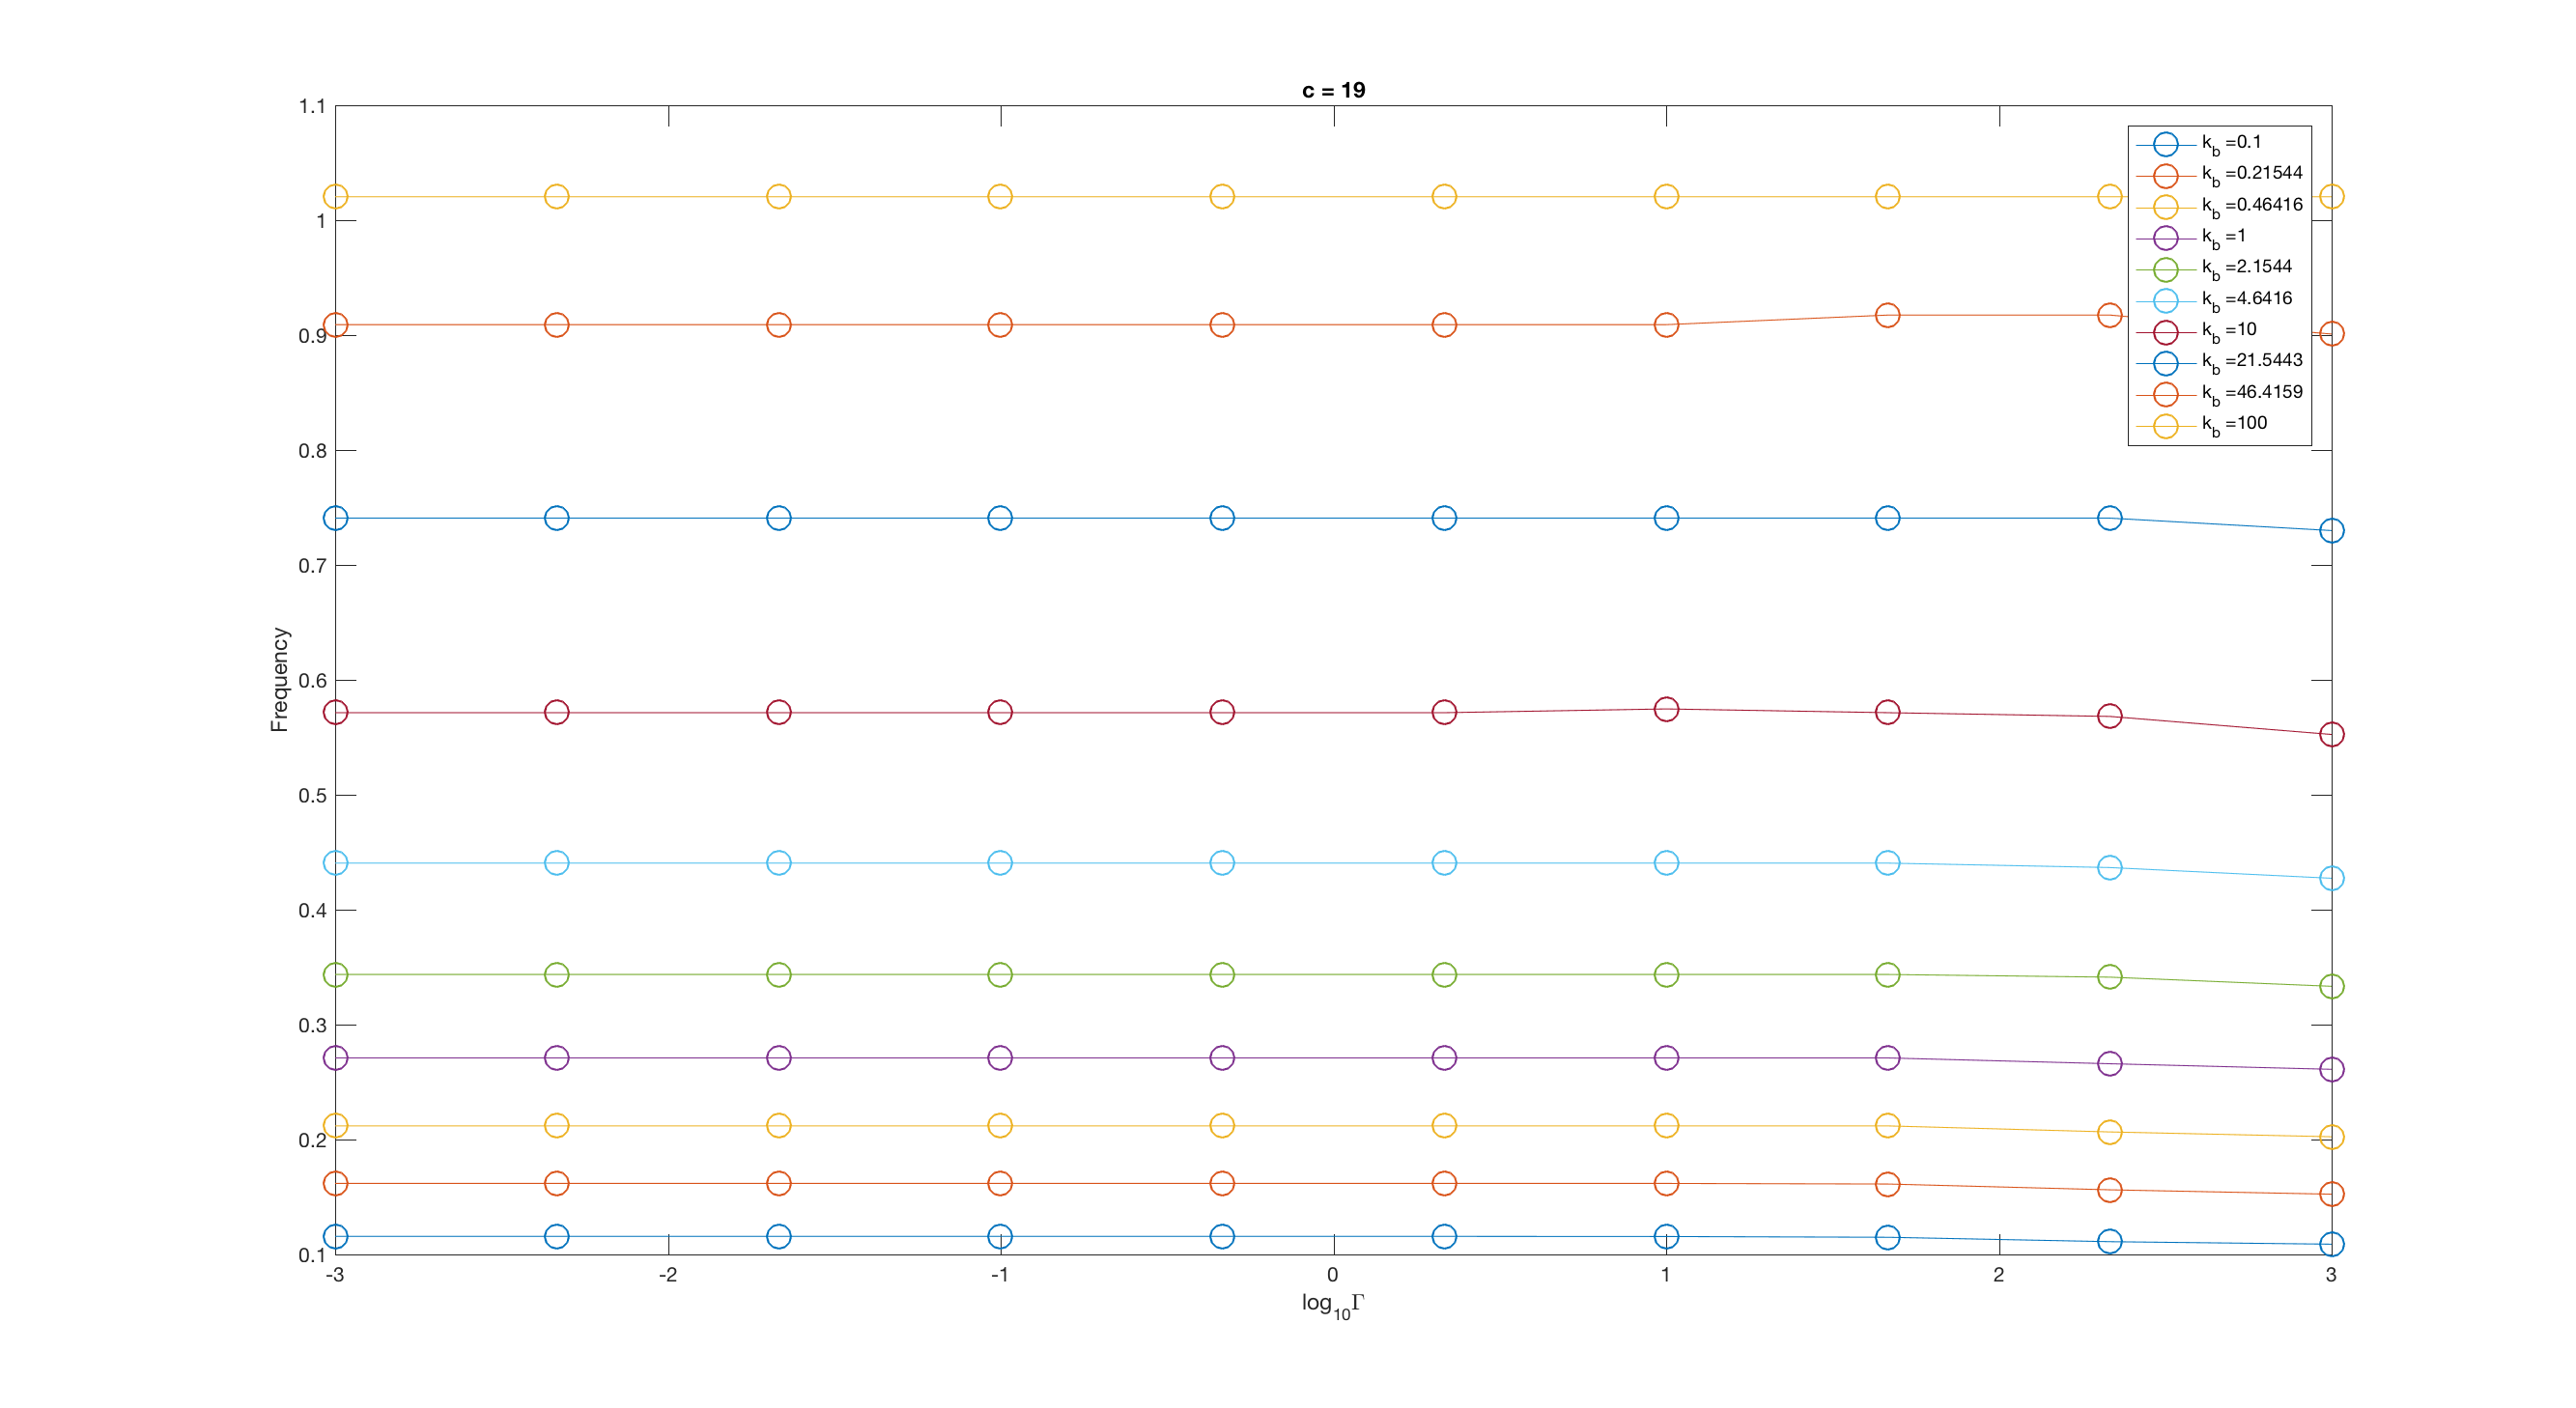 c = 19
1.1
1
0.9
0.8
0.7
0.6
0.5
0.4
0.3
0.2
0.1
Frequency
-3
-2
-1
0
1
2
3
log10Γ
kb =0.1
kb =0.21544
kb =0.46416
kb =1
kb =2.1544
kb =4.6416
kb =10
kb =21.5443
kb =46.4159
kb =100